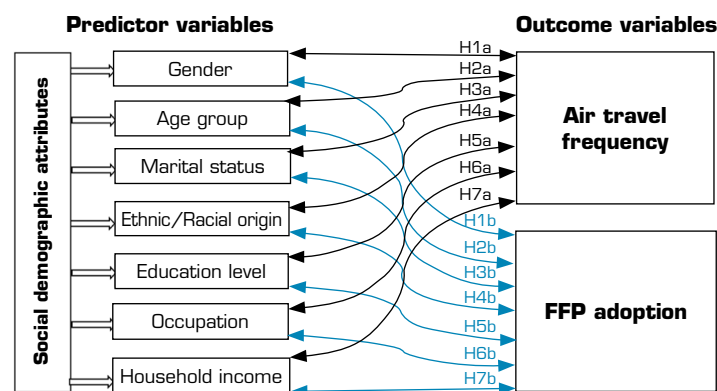 Predictor variables
Outcome variables
Social demographic attributes
Gender
Age group
Marital status
Ethnic/Racial origin
Education level
Occupation
Household income
H1a
H2a
H3a
H4a
H5a
H6a
H7a
H1b
H2b
H3b
H4b
H5b
H6b
H7b
Air travel
frequency
FFP adoption